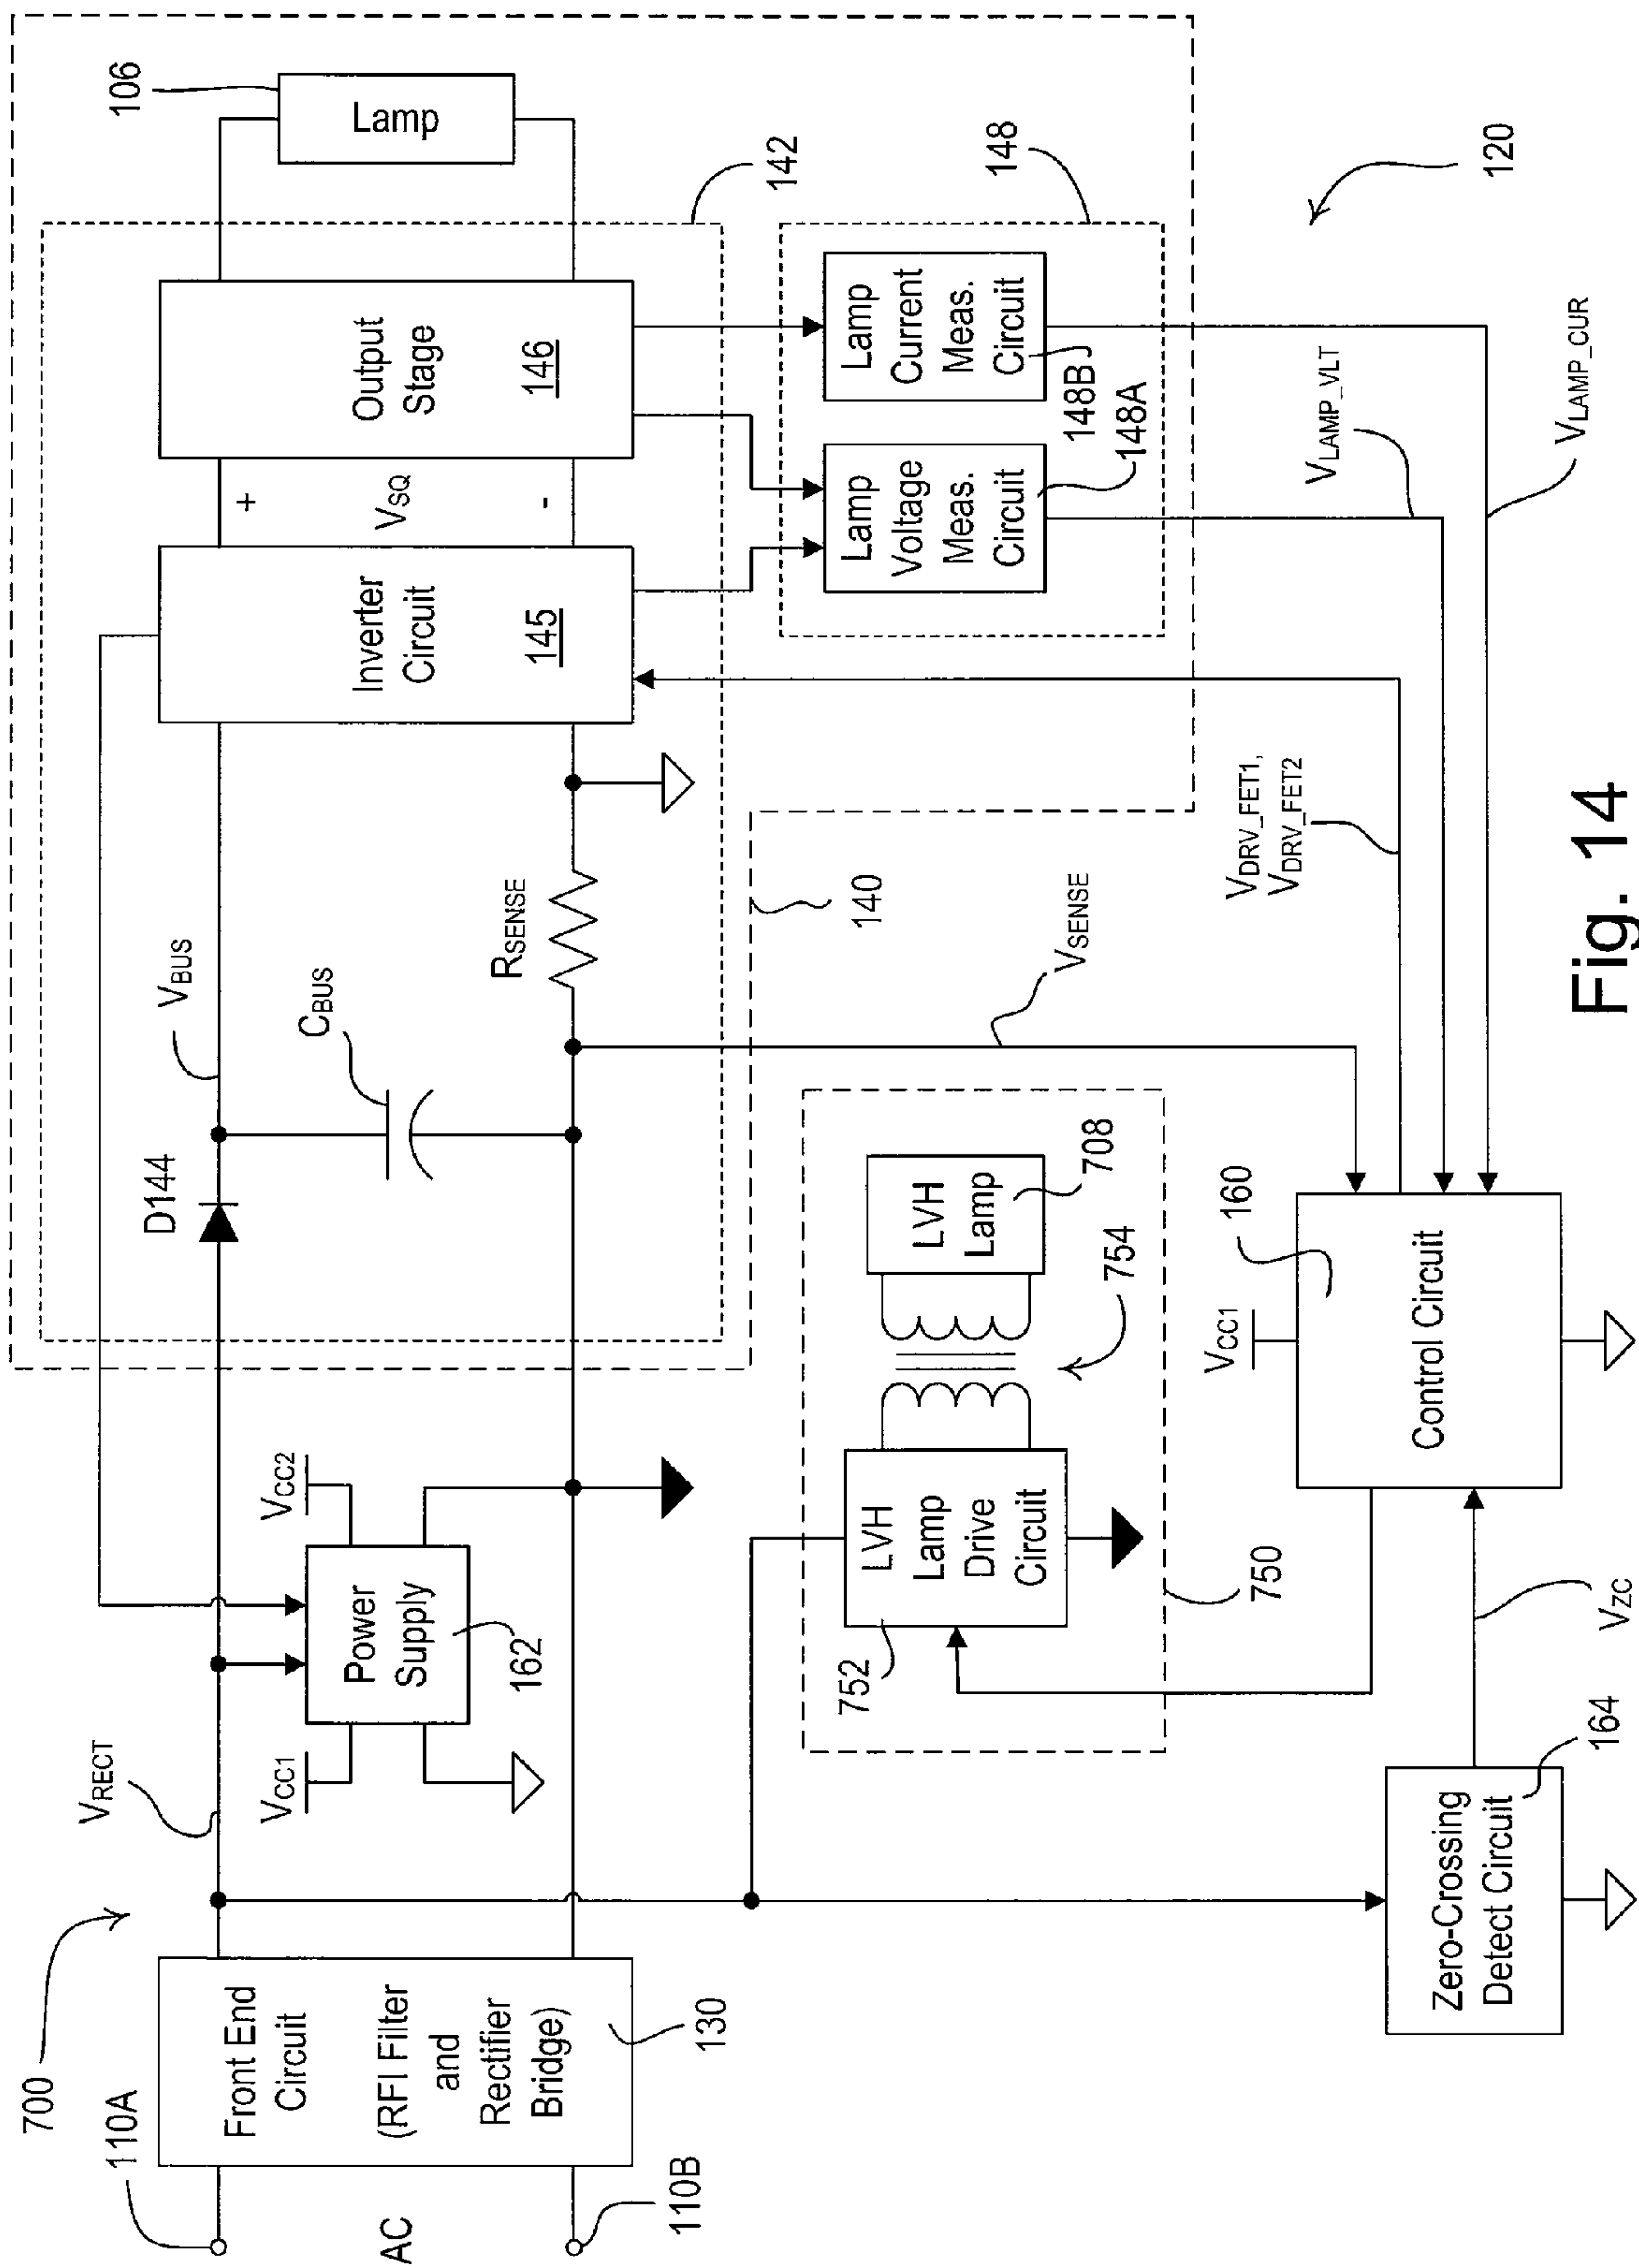 700
110A
AC
110B
Front End
Circuit
(RFI Filter
and
Rectifier
Bridge)
130
VRECT
VCC1
VCC2
Power
Supply
162
D144
VBUS
CBUS
RSENSE
Inverter
Circuit
145
+
VSQ
-
Output
Stage
146
Lamp
106
142
148
Lamp
Voltage
Meas.
Circuit
148A
Lamp
Current
Meas.
Circuit
148B
140
120
VSENSE
VDRV_FET1,
VDRV_FET2
VLAMP_VLT
VLAMP_CUR
LVH
Lamp
Drive
Circuit
752
LVH
Lamp
708
754
750
VCC1
160
Control Circuit
VZC
Zero-Crossing
Detect Circuit
164
Fig. 14